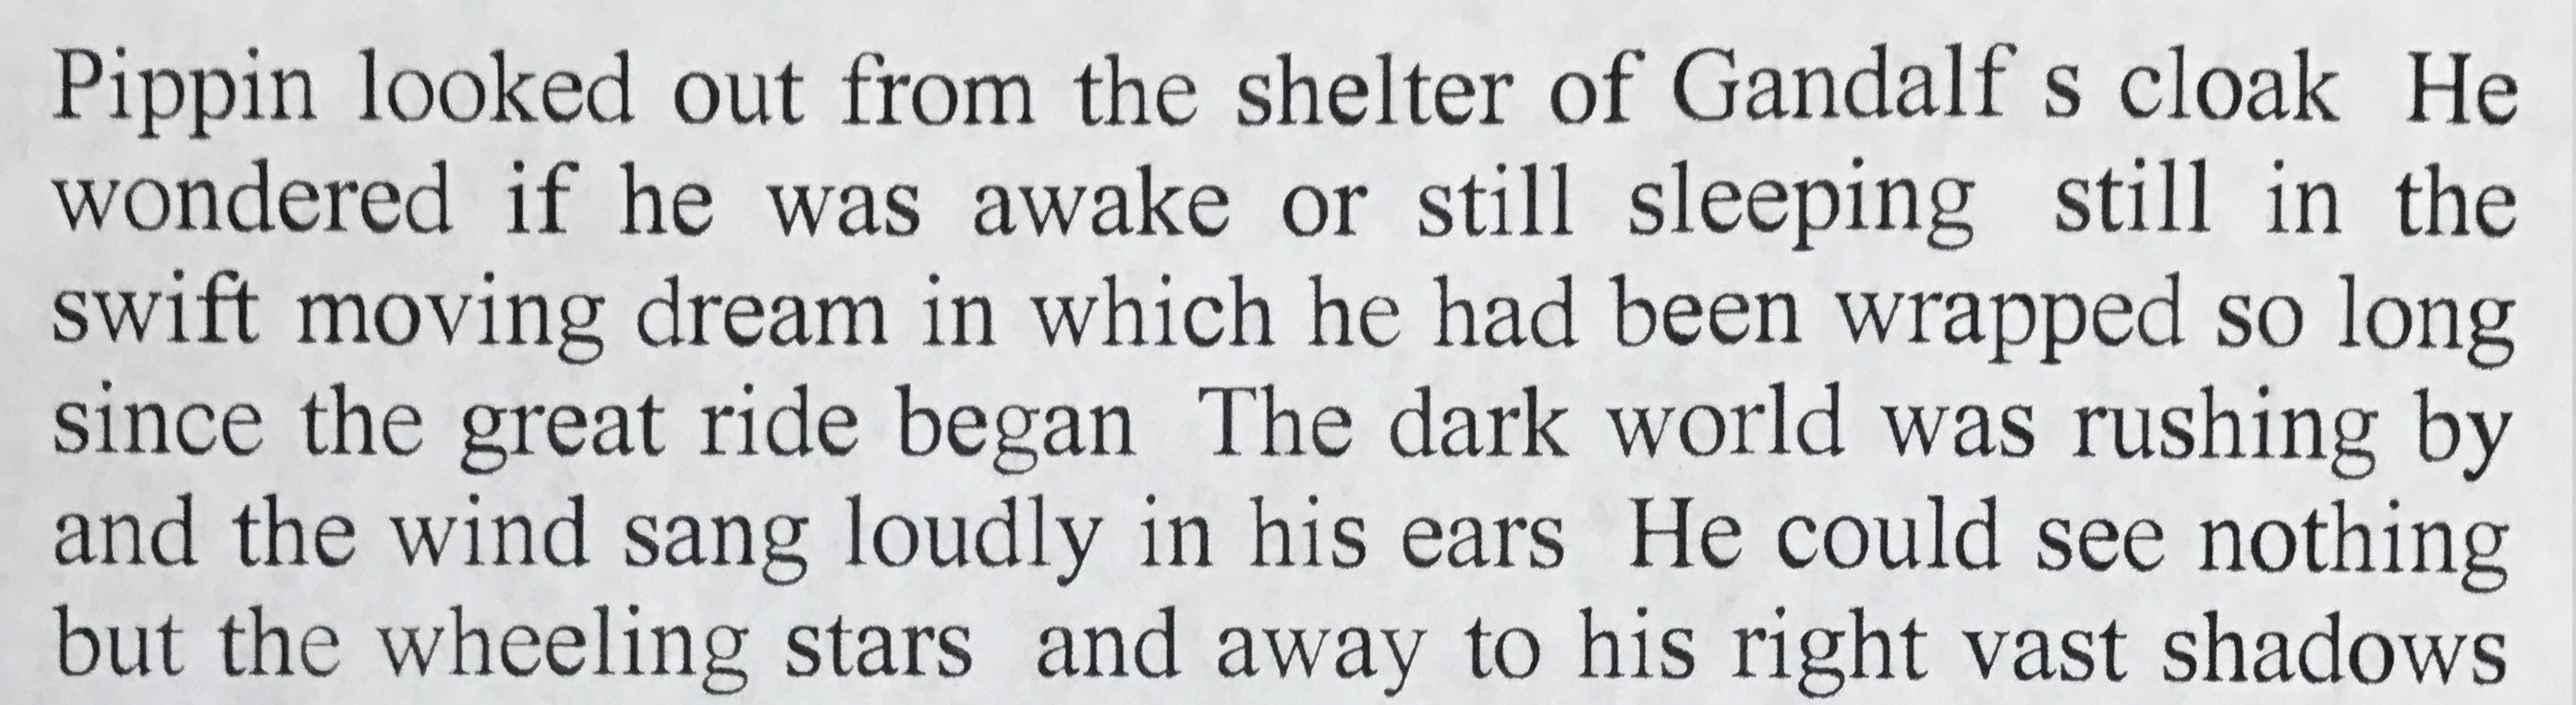 Pippin looked out from the shelter of Gandalf s cloak  He
wondered if he was awake or still sleeping  still in the
swift moving dream in which he had been wrapped so long
since the great ride began  The dark world was rushing by
and the wind sang loudly in his ears  He could see nothing
but the wheeling stars  and away to his right vast shadows